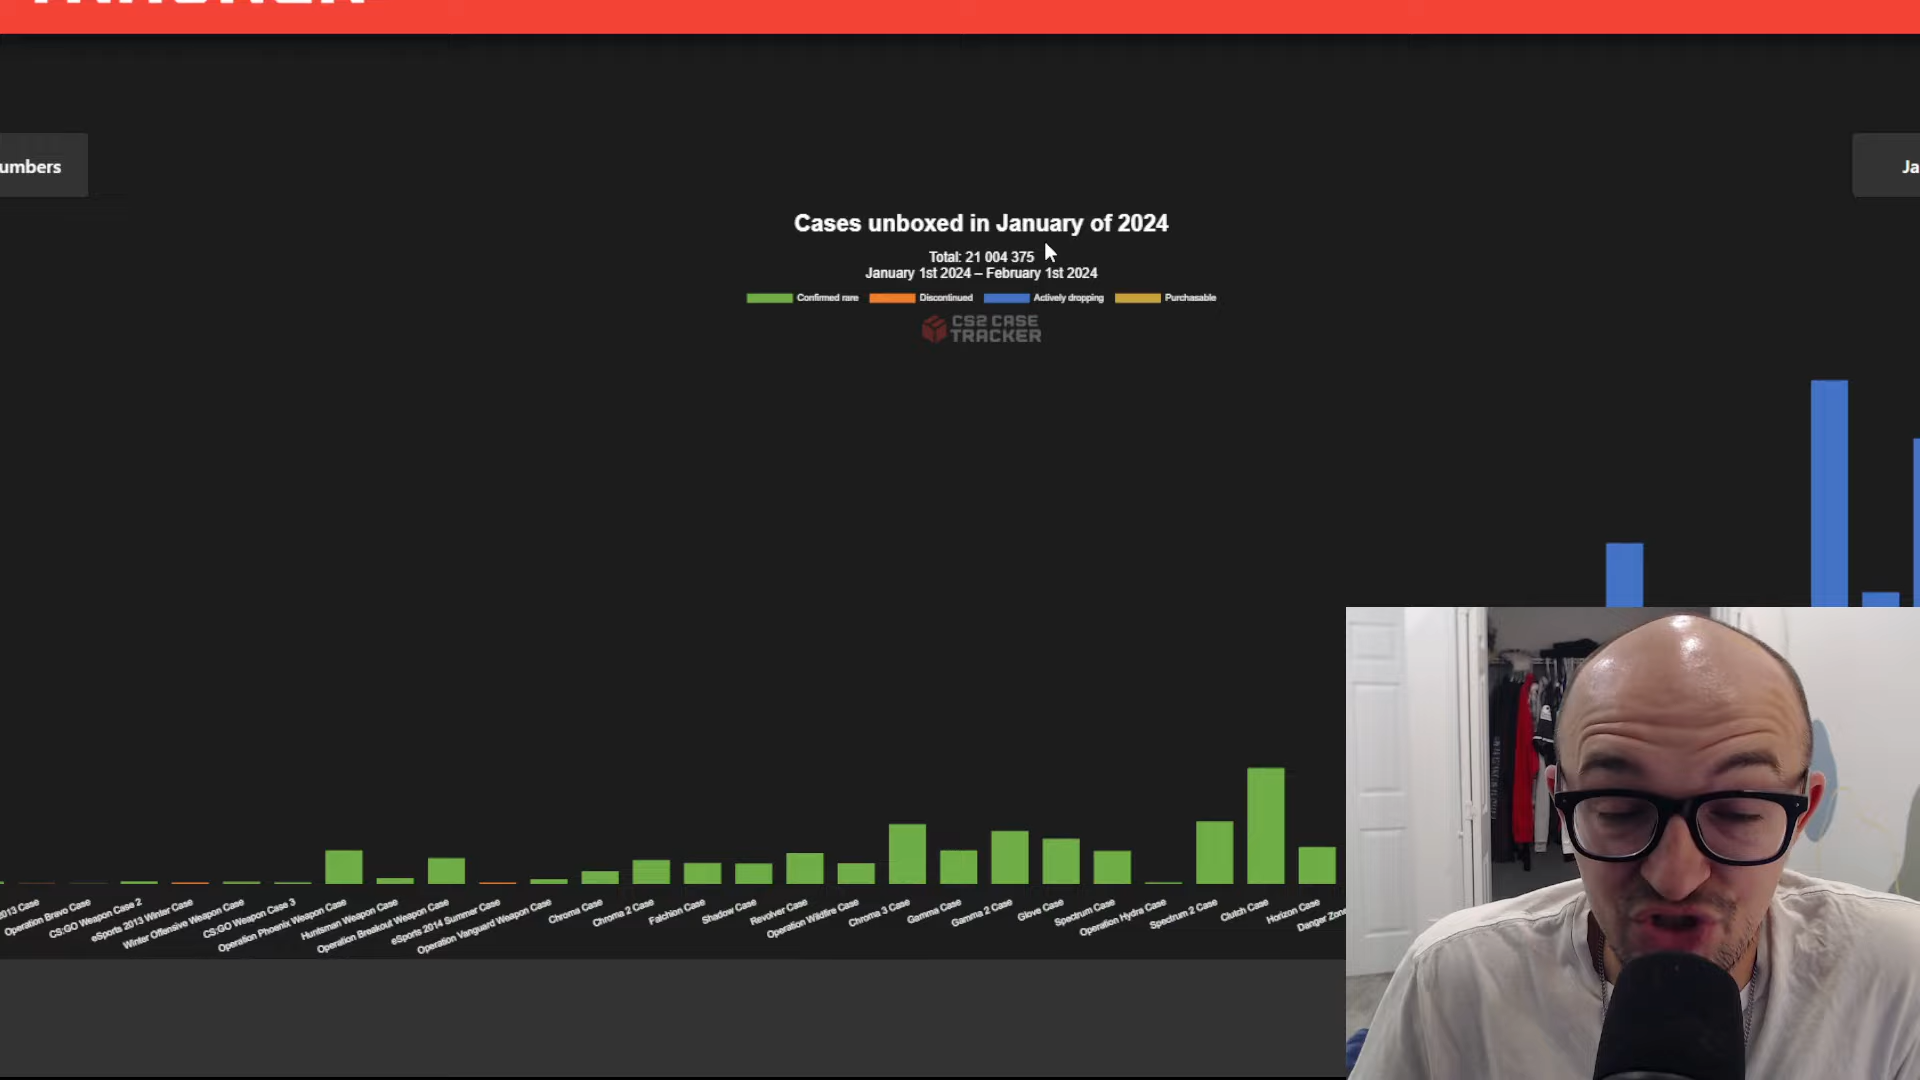 umbers
Ja
Cases unboxed in January of 2024
Total: 21 004 375
January 1st 2024 – February 1st 2024
Confirmed rare
Discontinued
Actively dropping
Purchasable
CS2 CASE
TRACKER
2013 Case
Operation Bravo Case
CS:GO Weapon Case 2
eSports 2013 Winter Case
Winter Offensive Weapon Case
CS:GO Weapon Case 3
Operation Phoenix Weapon Case
Huntsman Weapon Case
Operation Breakout Weapon Case
eSports 2014 Summer Case
Operation Vanguard Weapon Case
Chroma Case
Chroma 2 Case
Falchion Case
Shadow Case
Revolver Case
Operation Wildfire Case
Chroma 3 Case
Gamma Case
Gamma 2 Case
Glove Case
Spectrum Case
Operation Hydra Case
Spectrum 2 Case
Clutch Case
Horizon Case
Danger Zone